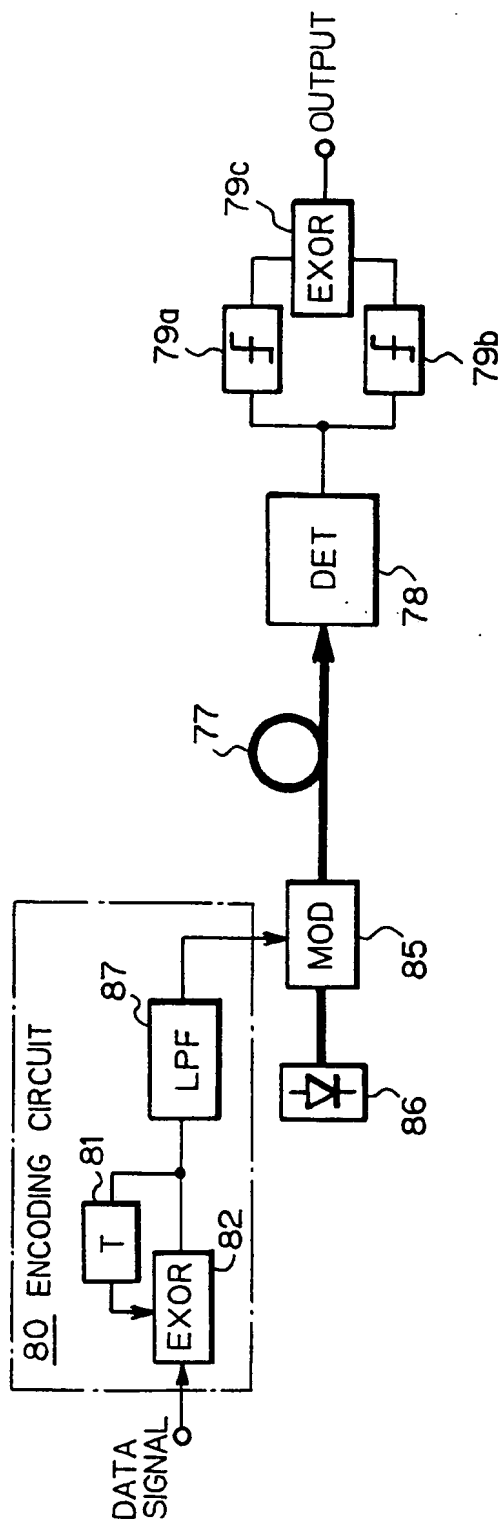 80 ENCODING CIRCUIT
81
T
87
LPF
DATA
SIGNAL
EXOR
82
MOD
85
86
77
DET
78
79a
79b
79c
EXOR
OUTPUT